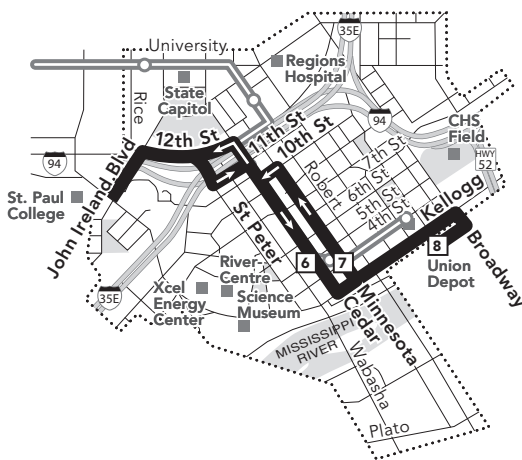 35E
University
Regions
Hospital
State
Capitol
Rice
94
CHS
Field
HWY
52
12th St
11th St
10th St
7th St
6th St
5th St
4th St
94
John Ireland Blvd
St. Paul
College
Robert
Kellogg
St Peter
6
7
8
Union
Depot
Broadway
River-
Centre
Xcel
Energy
Center
Science
Museum
35E
Minnesota
Cedar
MISSISSIPPI
RIVER
Wabasha
Plato